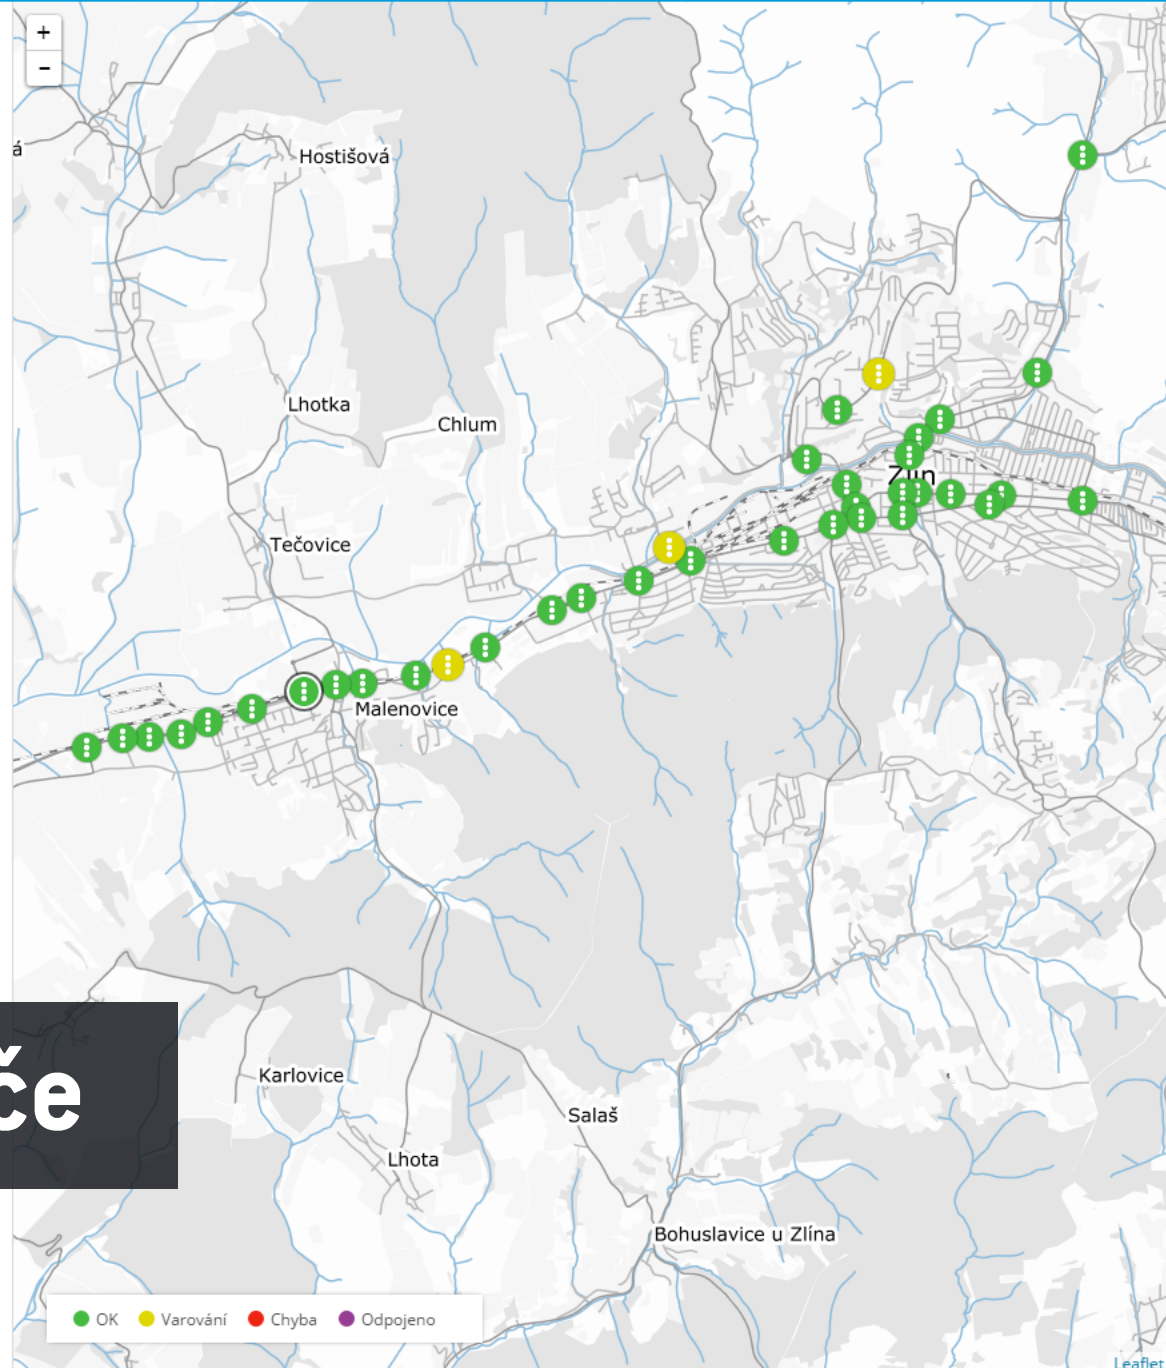 +
−
á
Hostišová
Lhotka
Chlum
Zlín
Tečovice
Malenovice
če
Karlovice
Salaš
Lhota
Bohuslavice u Zlína
OK Varování Chyba Odpojeno
Leaflet